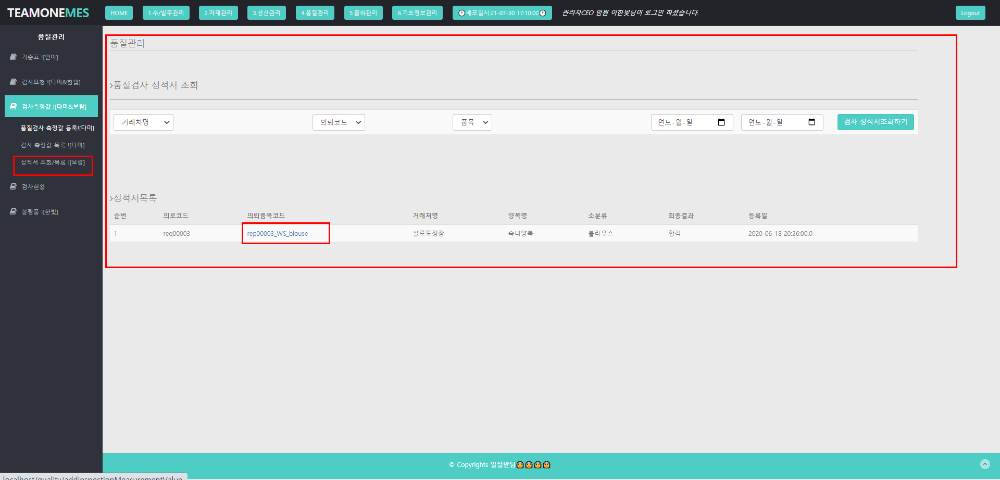 TEAMONEMES HOME 1.수/발주관리 2.자재관리 3.생산관리 4.품질관리 5.출하관리 6.기초정보관리 🕐배포일시:21-07-30 17:10:00🕐 관리자CEO 임원 이한빛님이 로그인 하셨습니다. Logout
품질관리
기준표 ![민아]
검사요청 ![다미&한빛]
검사측정값 ![다미&보람]
품질검사 측정값 등록![다미]
검사 측정값 목록 ![다미]
성적서 조회/목록 ![보람]
검사현황
불량품 ![한빛]
품질관리
>품질검사 성적서 조회
거래처명 의뢰코드 품목 연도-월-일 연도-월-일 검사 성적서조회하기
>성적서목록
순번 의로코드 의뢰품목코드 거래처명 양복명 소분류 최종결과 등록일
1 req00003 rep00003_WS_blouse 살로토정장 숙녀양복 블라우스 합격 2020-06-18 20:26:00.0
© Copyrights 일절만팀
localhost/quality/addInspectionMeasurementValue